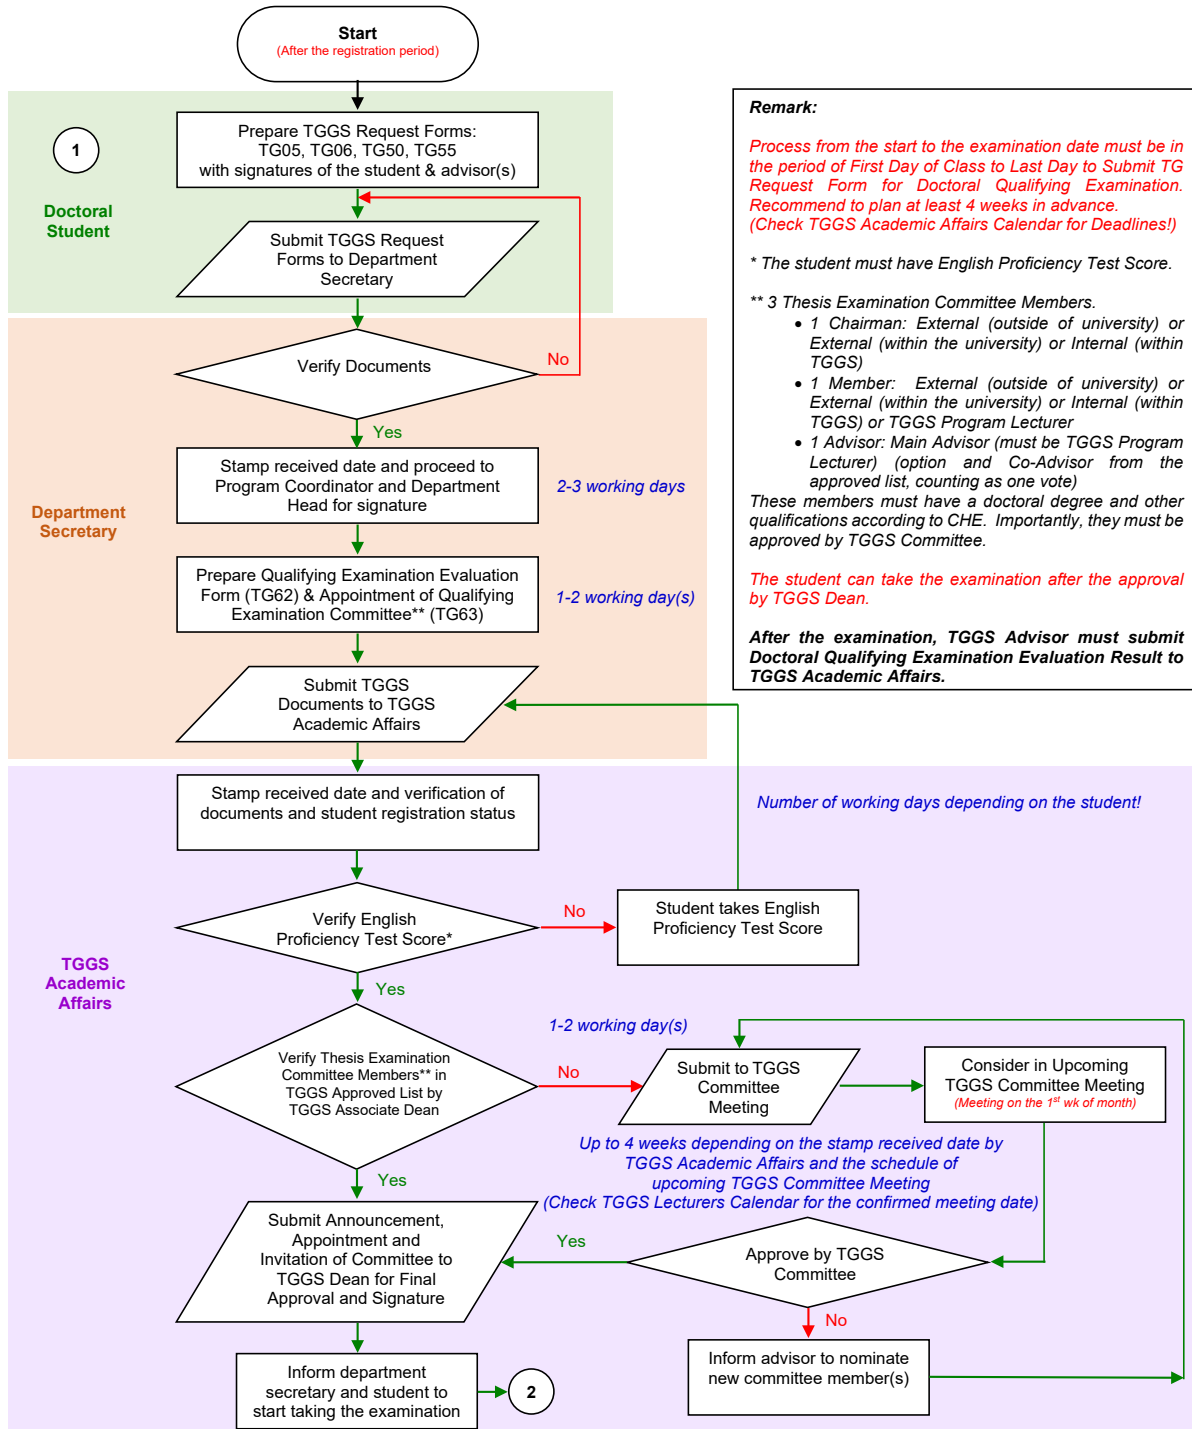 Start
(After the registration period)
1
Doctoral
Student
Prepare TGGS Request Forms:
TG05, TG06, TG50, TG55
with signatures of the student & advisor(s)
Submit TGGS Request
Forms to Department
Secretary
Verify Documents
No
Yes
Department
Secretary
Stamp received date and proceed to
Program Coordinator and Department
Head for signature
2-3 working days
Prepare Qualifying Examination Evaluation
Form (TG62) & Appointment of Qualifying
Examination Committee** (TG63)
1-2 working day(s)
Submit TGGS
Documents to TGGS
Academic Affairs
Remark:
Process from the start to the examination date must be in
the period of First Day of Class to Last Day to Submit TG
Request Form for Doctoral Qualifying Examination.
Recommend to plan at least 4 weeks in advance.
(Check TGGS Academic Affairs Calendar for Deadlines!)
* The student must have English Proficiency Test Score.
** 3 Thesis Examination Committee Members.
• 1 Chairman: External (outside of university) or
External (within the university) or Internal (within
TGGS)
• 1 Member: External (outside of university) or
External (within the university) or Internal (within
TGGS) or TGGS Program Lecturer
• 1 Advisor: Main Advisor (must be TGGS Program
Lecturer) (option and Co-Advisor from the
approved list, counting as one vote)
These members must have a doctoral degree and other
qualifications according to CHE. Importantly, they must be
approved by TGGS Committee.
The student can take the examination after the approval
by TGGS Dean.
After the examination, TGGS Advisor must submit
Doctoral Qualifying Examination Evaluation Result to
TGGS Academic Affairs.
Stamp received date and verification of
documents and student registration status
Number of working days depending on the student!
Verify English
Proficiency Test Score*
No
Student takes English
Proficiency Test Score
TGGS
Academic
Affairs
Yes
Verify Thesis Examination
Committee Members** in
TGGS Approved List by
TGGS Associate Dean
No
1-2 working day(s)
Submit to TGGS
Committee
Meeting
Consider in Upcoming
TGGS Committee Meeting
(Meeting on the 1st wk of month)
Up to 4 weeks depending on the stamp received date by
TGGS Academic Affairs and the schedule of
upcoming TGGS Committee Meeting
(Check TGGS Lecturers Calendar for the confirmed meeting date)
Yes
Submit Announcement,
Appointment and
Invitation of Committee to
TGGS Dean for Final
Approval and Signature
Yes
Approve by TGGS
Committee
No
Inform advisor to nominate
new committee member(s)
Inform department
secretary and student to
start taking the examination
2